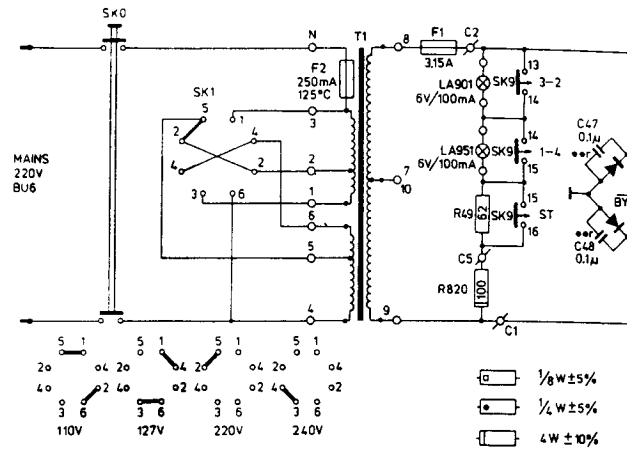 SK0
N
T1
8
F1
C2
F2
250mA
125°C
3.15A
SK1
5
1
3
LA901
6V/100mA
SK9
13
3-2
14
2
4
4
2
2
MAINS
220V
BU6
LA951
6V/100mA
SK9
14
1-4
15
C47
0.1µ
7
10
3
6
1
6
5
R49
62
SK9
15
ST
16
BY
C48
0.1µ
C5
R820
100
4
9
C1
5 1
2 4
4 2
3 6
110V
5 1
2 4
4 2
3 6
127V
5 1
2 4
4 2
3 6
220V
5 1
2 4
4 2
3 6
240V
1/8 W ±5%
1/4 W ±5%
4W ±10%